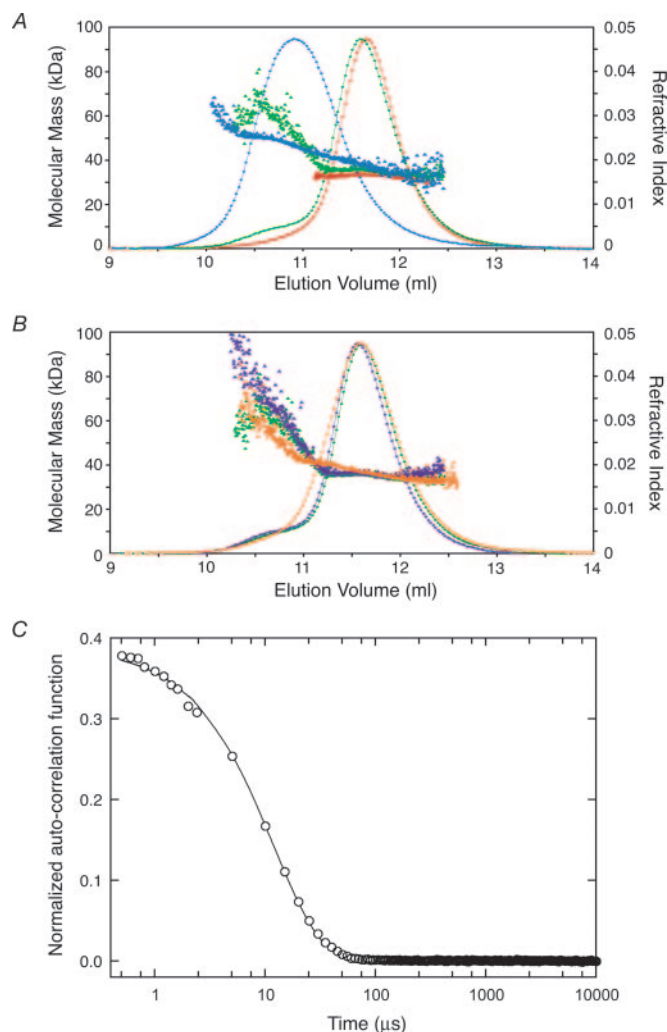 A
Molecular Mass (kDa)
100
80
60
40
20
0
0.05
0.04
0.03
0.02
0.01
0
Refractive Index
9 10 11 12 13 14
Elution Volume (ml)
B
Molecular Mass (kDa)
100
80
60
40
20
0
0.05
0.04
0.03
0.02
0.01
0
Refractive Index
9 10 11 12 13 14
Elution Volume (ml)
C
Normalized auto-correlation function
0.4
0.3
0.2
0.1
0.0
1 10 100 1000 10000
Time (μs)